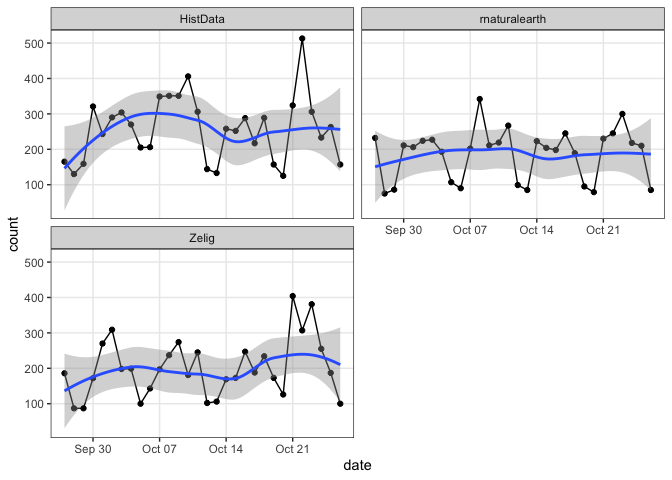 HistData
rnaturalearth
500
400
300
200
100
Sep 30 Oct 07 Oct 14 Oct 21
Zelig
500
400
300
200
100
Sep 30 Oct 07 Oct 14 Oct 21
count
date